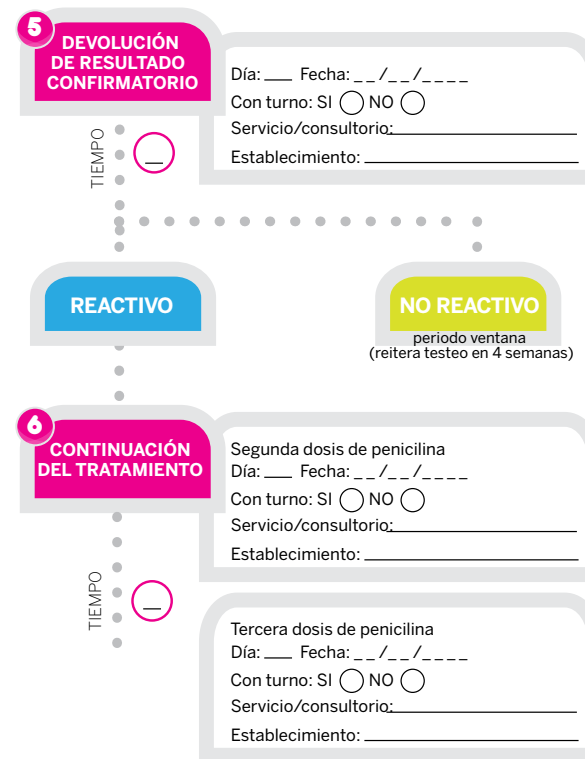 5
DEVOLUCIÓN
DE RESULTADO
CONFIRMATORIO
Día: ___ Fecha: _ _ /_ _ /_ _ _ _
Con turno: SI NO
Servicio/consultorio:
Establecimiento:
TIEMPO
REACTIVO
NO REACTIVO
periodo ventana
(reitera testeo en 4 semanas)
6
CONTINUACIÓN
DEL TRATAMIENTO
Segunda dosis de penicilina
Día: ___ Fecha: _ _ /_ _ /_ _ _ _
Con turno: SI NO
Servicio/consultorio:
Establecimiento:
TIEMPO
Tercera dosis de penicilina
Día: ___ Fecha: _ _ /_ _ /_ _ _ _
Con turno: SI NO
Servicio/consultorio:
Establecimiento: